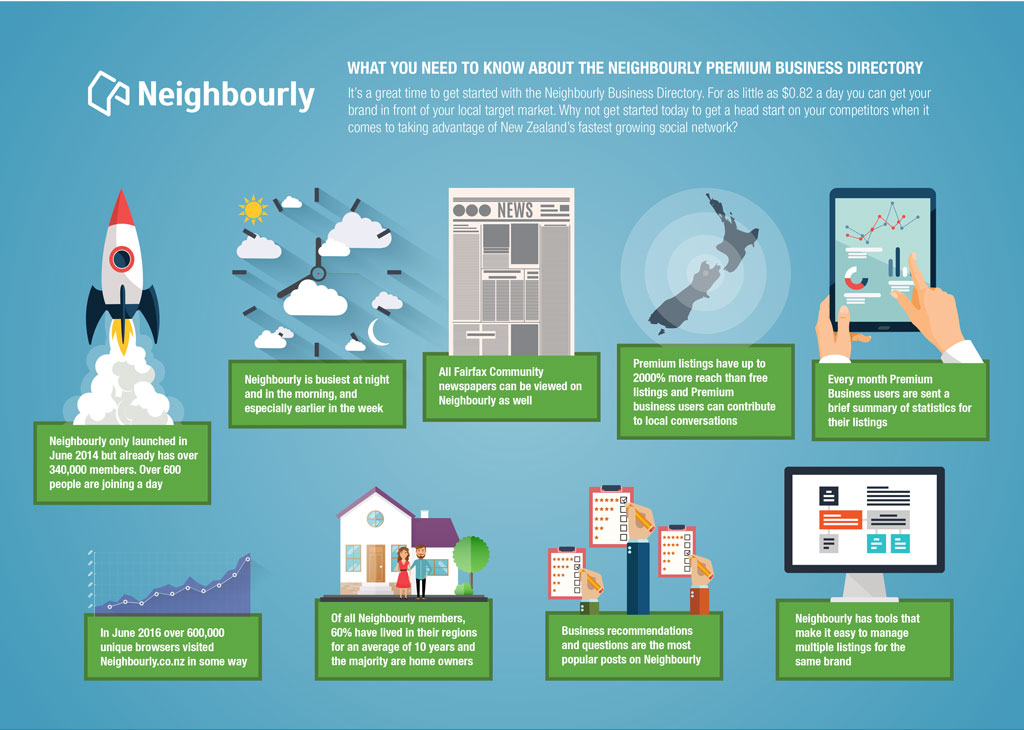 Neighbourly
WHAT YOU NEED TO KNOW ABOUT THE NEIGHBOURLY PREMIUM BUSINESS DIRECTORY
It's a great time to get started with the Neighbourly Business Directory. For as little as $0.82 a day you can get your
brand in front of your local target market. Why not get started today to get a head start on your competitors when it
comes to taking advantage of New Zealand's fastest growing social network?
NEWS
Neighbourly only launched in
June 2014 but already has over
340,000 members. Over 600
people are joining a day
Neighbourly is busiest at night
and in the morning, and
especially earlier in the week
All Fairfax Community
newspapers can be viewed on
Neighbourly as well
Premium listings have up to
2000% more reach than free
listings and Premium
business users can contribute
to local conversations
Every month Premium
Business users are sent a
brief summary of statistics for
their listings
In June 2016 over 600,000
unique browsers visited
Neighbourly.co.nz in some way
Of all Neighbourly members,
60% have lived in their regions
for an average of 10 years and
the majority are home owners
Business recommendations
and questions are the most
popular posts on Neighbourly
Neighbourly has tools that
make it easy to manage
multiple listings for the
same brand